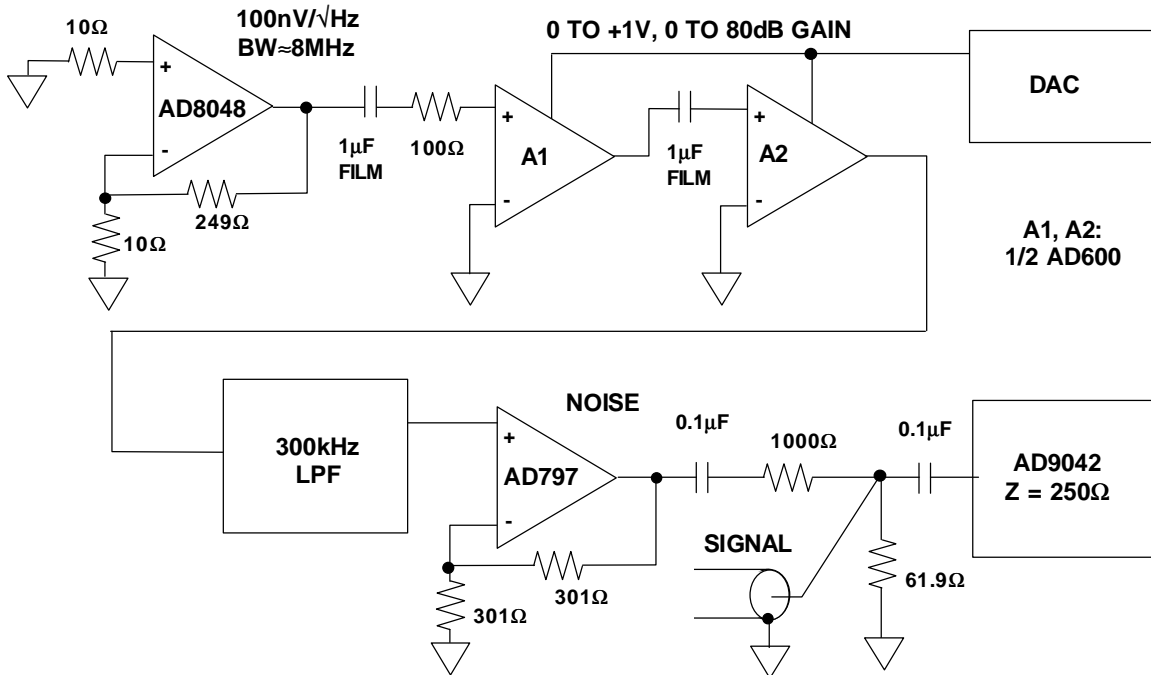 100nV/√Hz
BW≈8MHz
0 TO +1V, 0 TO 80dB GAIN
10Ω
+
AD8048
-
249Ω
10Ω
1μF
FILM
100Ω
+
A1
-
1μF
FILM
+
A2
-
DAC
A1, A2:
1/2 AD600
300kHz
LPF
NOISE
+
AD797
-
301Ω
301Ω
0.1μF
1000Ω
0.1μF
AD9042
Z = 250Ω
SIGNAL
61.9Ω